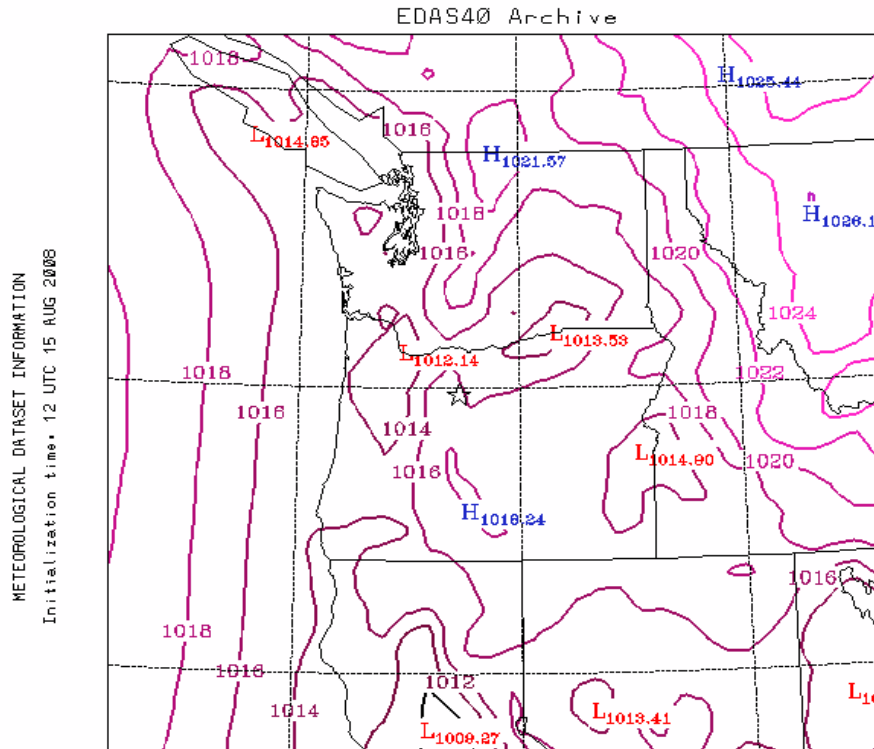 EDAS40 Archive
METEOROLOGICAL DATASET INFORMATION
Initialization time: 12 UTC 15 AUG 2008
1018
H1025.44
L1014.85
1016
H1021.57
1018
H1026.1
1016
1020
1024
L1013.53
L1012.14
1018
1022
1016
1018
1014
L1014.90
1020
1016
H1018.24
1016
1018
1016
1012
1014
L1013.41
L1009.27